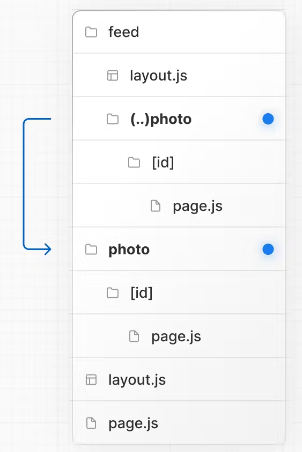 feed
layout.js
(..)photo
[id]
page.js
photo
[id]
page.js
layout.js
page.js